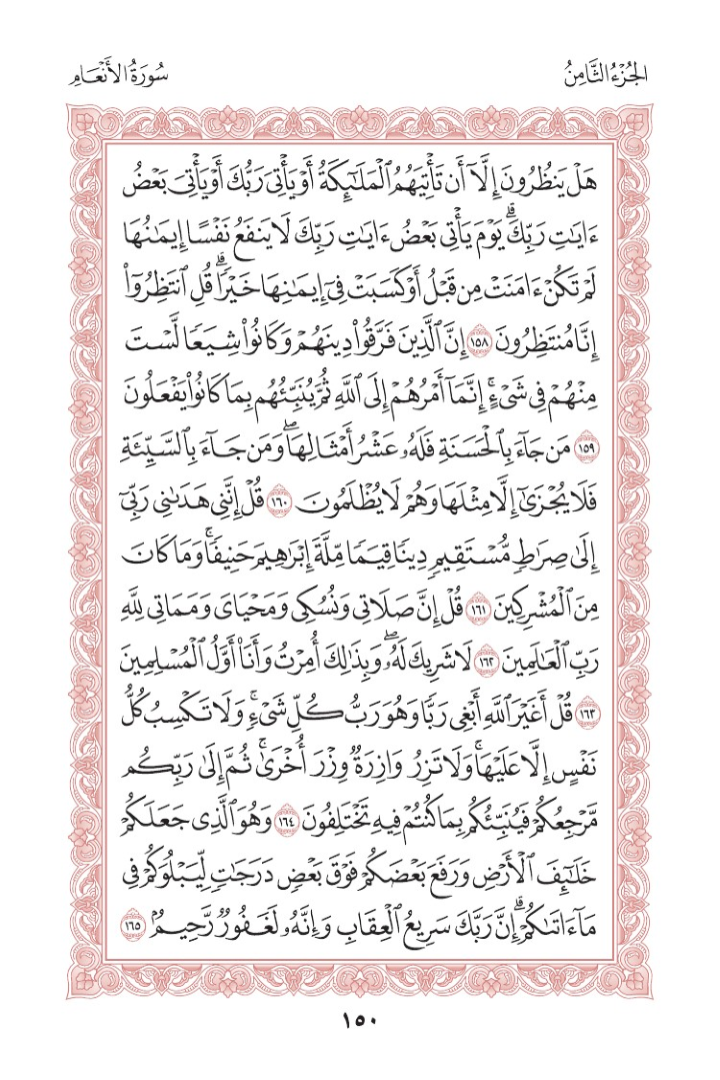 الجُزْءُ الثَّامِنُ
سُورَةُ الأَنْعَامِ
هَلْ يَنظُرُونَ إِلَّآ أَن تَأْتِيَهُمُ ٱلْمَلَٰٓئِكَةُ أَوْ يَأْتِىَ رَبُّكَ أَوْ يَأْتِىَ بَعْضُ
ءَايَٰتِ رَبِّكَۗ يَوْمَ يَأْتِى بَعْضُ ءَايَٰتِ رَبِّكَ لَا يَنفَعُ نَفْسًا إِيمَٰنُهَا
لَمْ تَكُنْ ءَامَنَتْ مِن قَبْلُ أَوْ كَسَبَتْ فِىٓ إِيمَٰنِهَا خَيْرًاۗ قُلِ ٱنتَظِرُوٓا۟
إِنَّا مُنتَظِرُونَ ١٥٨ إِنَّ ٱلَّذِينَ فَرَّقُوا۟ دِينَهُمْ وَكَانُوا۟ شِيَعًا لَّسْتَ
مِنْهُمْ فِى شَىْءٍۚ إِنَّمَآ أَمْرُهُمْ إِلَى ٱللَّهِ ثُمَّ يُنَبِّئُهُم بِمَا كَانُوا۟ يَفْعَلُونَ
١٥٩ مَن جَآءَ بِٱلْحَسَنَةِ فَلَهُۥ عَشْرُ أَمْثَالِهَاۖ وَمَن جَآءَ بِٱلسَّيِّئَةِ
فَلَا يُجْزَىٰٓ إِلَّا مِثْلَهَا وَهُمْ لَا يُظْلَمُونَ ١٦٠ قُلْ إِنَّنِى هَدَىٰنِى رَبِّىٓ
إِلَىٰ صِرَٰطٍ مُّسْتَقِيمٍ دِينًا قِيَمًا مِّلَّةَ إِبْرَٰهِيمَ حَنِيفًاۚ وَمَا كَانَ
مِنَ ٱلْمُشْرِكِينَ ١٦١ قُلْ إِنَّ صَلَاتِى وَنُسُكِى وَمَحْيَاىَ وَمَمَاتِى لِلَّهِ
رَبِّ ٱلْعَٰلَمِينَ ١٦٢ لَا شَرِيكَ لَهُۥۖ وَبِذَٰلِكَ أُمِرْتُ وَأَنَا۠ أَوَّلُ ٱلْمُسْلِمِينَ
١٦٣ قُلْ أَغَيْرَ ٱللَّهِ أَبْغِى رَبًّا وَهُوَ رَبُّ كُلِّ شَىْءٍۚ وَلَا تَكْسِبُ كُلُّ
نَفْسٍ إِلَّا عَلَيْهَاۚ وَلَا تَزِرُ وَازِرَةٌ وِزْرَ أُخْرَىٰۚ ثُمَّ إِلَىٰ رَبِّكُم
مَّرْجِعُكُمْ فَيُنَبِّئُكُم بِمَا كُنتُمْ فِيهِ تَخْتَلِفُونَ ١٦٤ وَهُوَ ٱلَّذِى جَعَلَكُمْ
خَلَٰٓئِفَ ٱلْأَرْضِ وَرَفَعَ بَعْضَكُمْ فَوْقَ بَعْضٍ دَرَجَٰتٍ لِّيَبْلُوَكُمْ فِى
مَآ ءَاتَىٰكُمْۗ إِنَّ رَبَّكَ سَرِيعُ ٱلْعِقَابِ وَإِنَّهُۥ لَغَفُورٌ رَّحِيمٌۢ ١٦٥
١٥٠